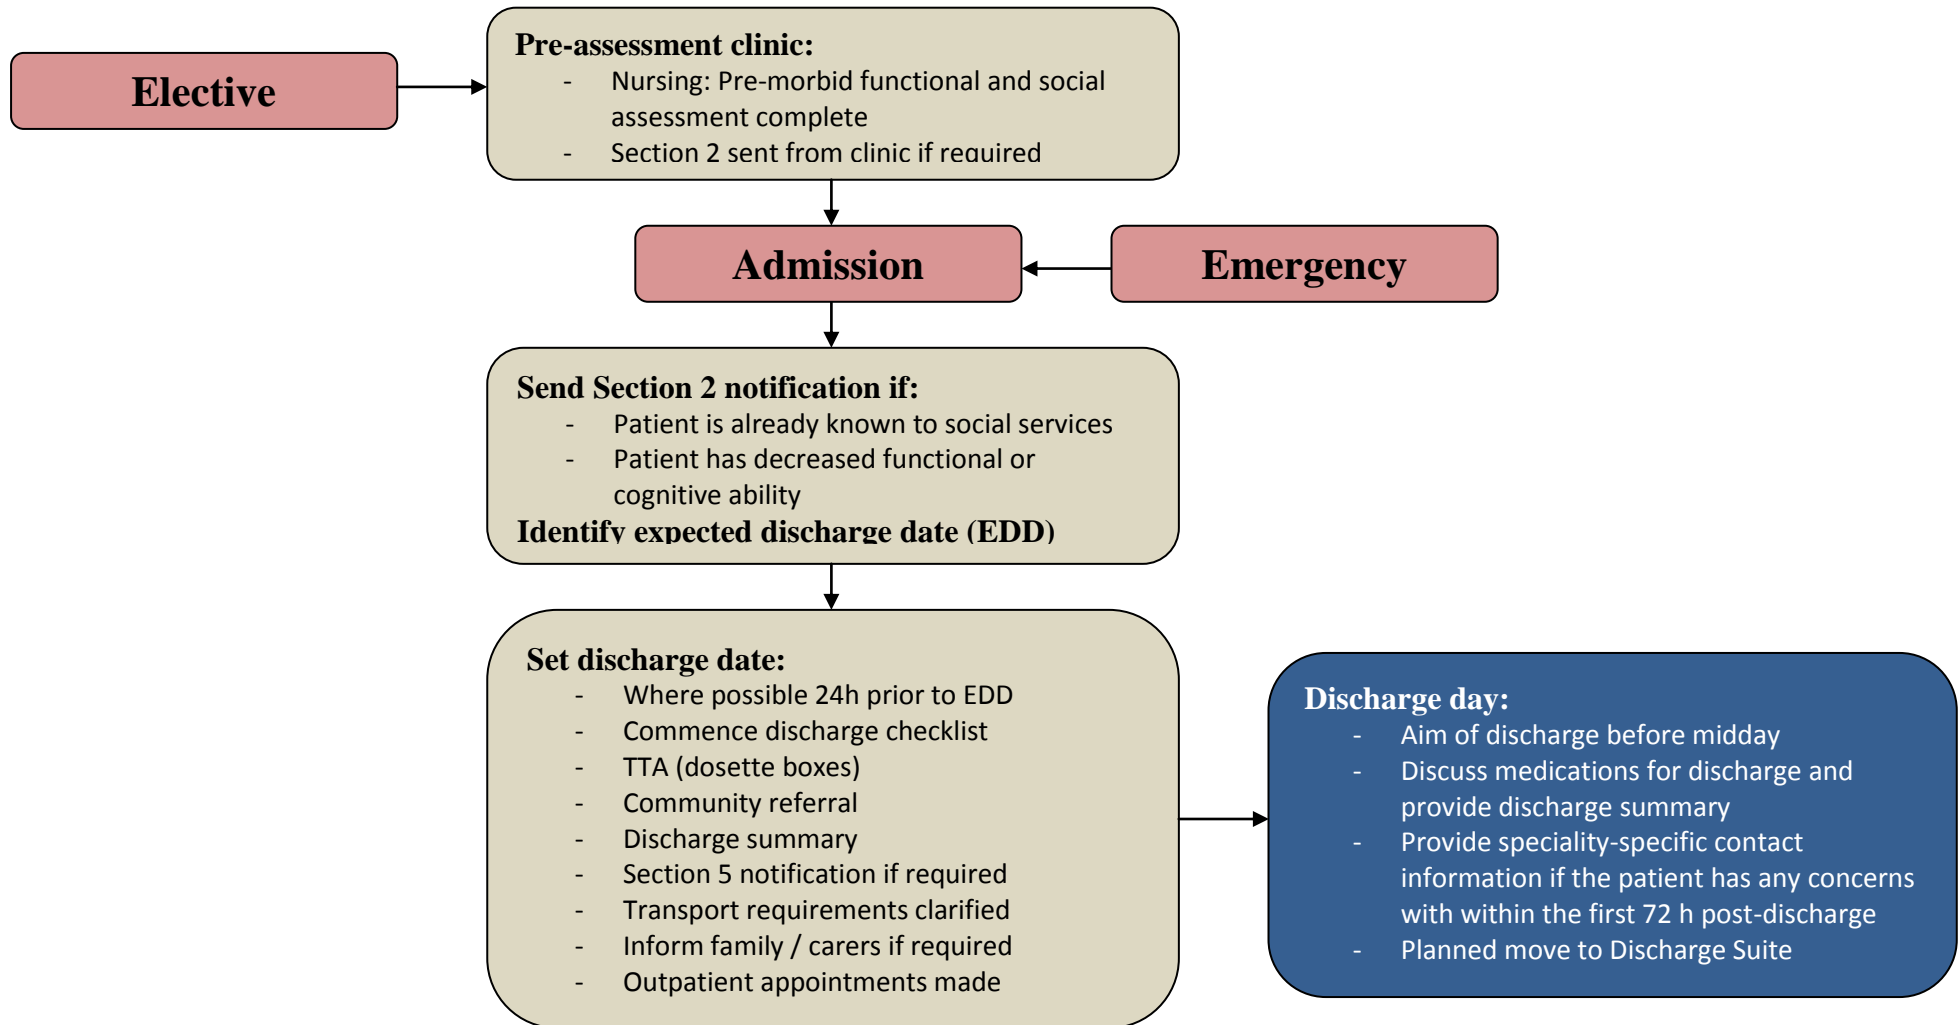 Pre-assessment clinic:
- Nursing: Pre-morbid functional and social
assessment complete
- Section 2 sent from clinic if required
Elective
Admission
Emergency
Send Section 2 notification if:
- Patient is already known to social services
- Patient has decreased functional or
cognitive ability
Identify expected discharge date (EDD)
Set discharge date:
- Where possible 24h prior to EDD
- Commence discharge checklist
- TTA (dosette boxes)
- Community referral
- Discharge summary
- Section 5 notification if required
- Transport requirements clarified
- Inform family / carers if required
- Outpatient appointments made
Discharge day:
- Aim of discharge before midday
- Discuss medications for discharge and
provide discharge summary
- Provide speciality-specific contact
information if the patient has any concerns
with within the first 72 h post-discharge
- Planned move to Discharge Suite